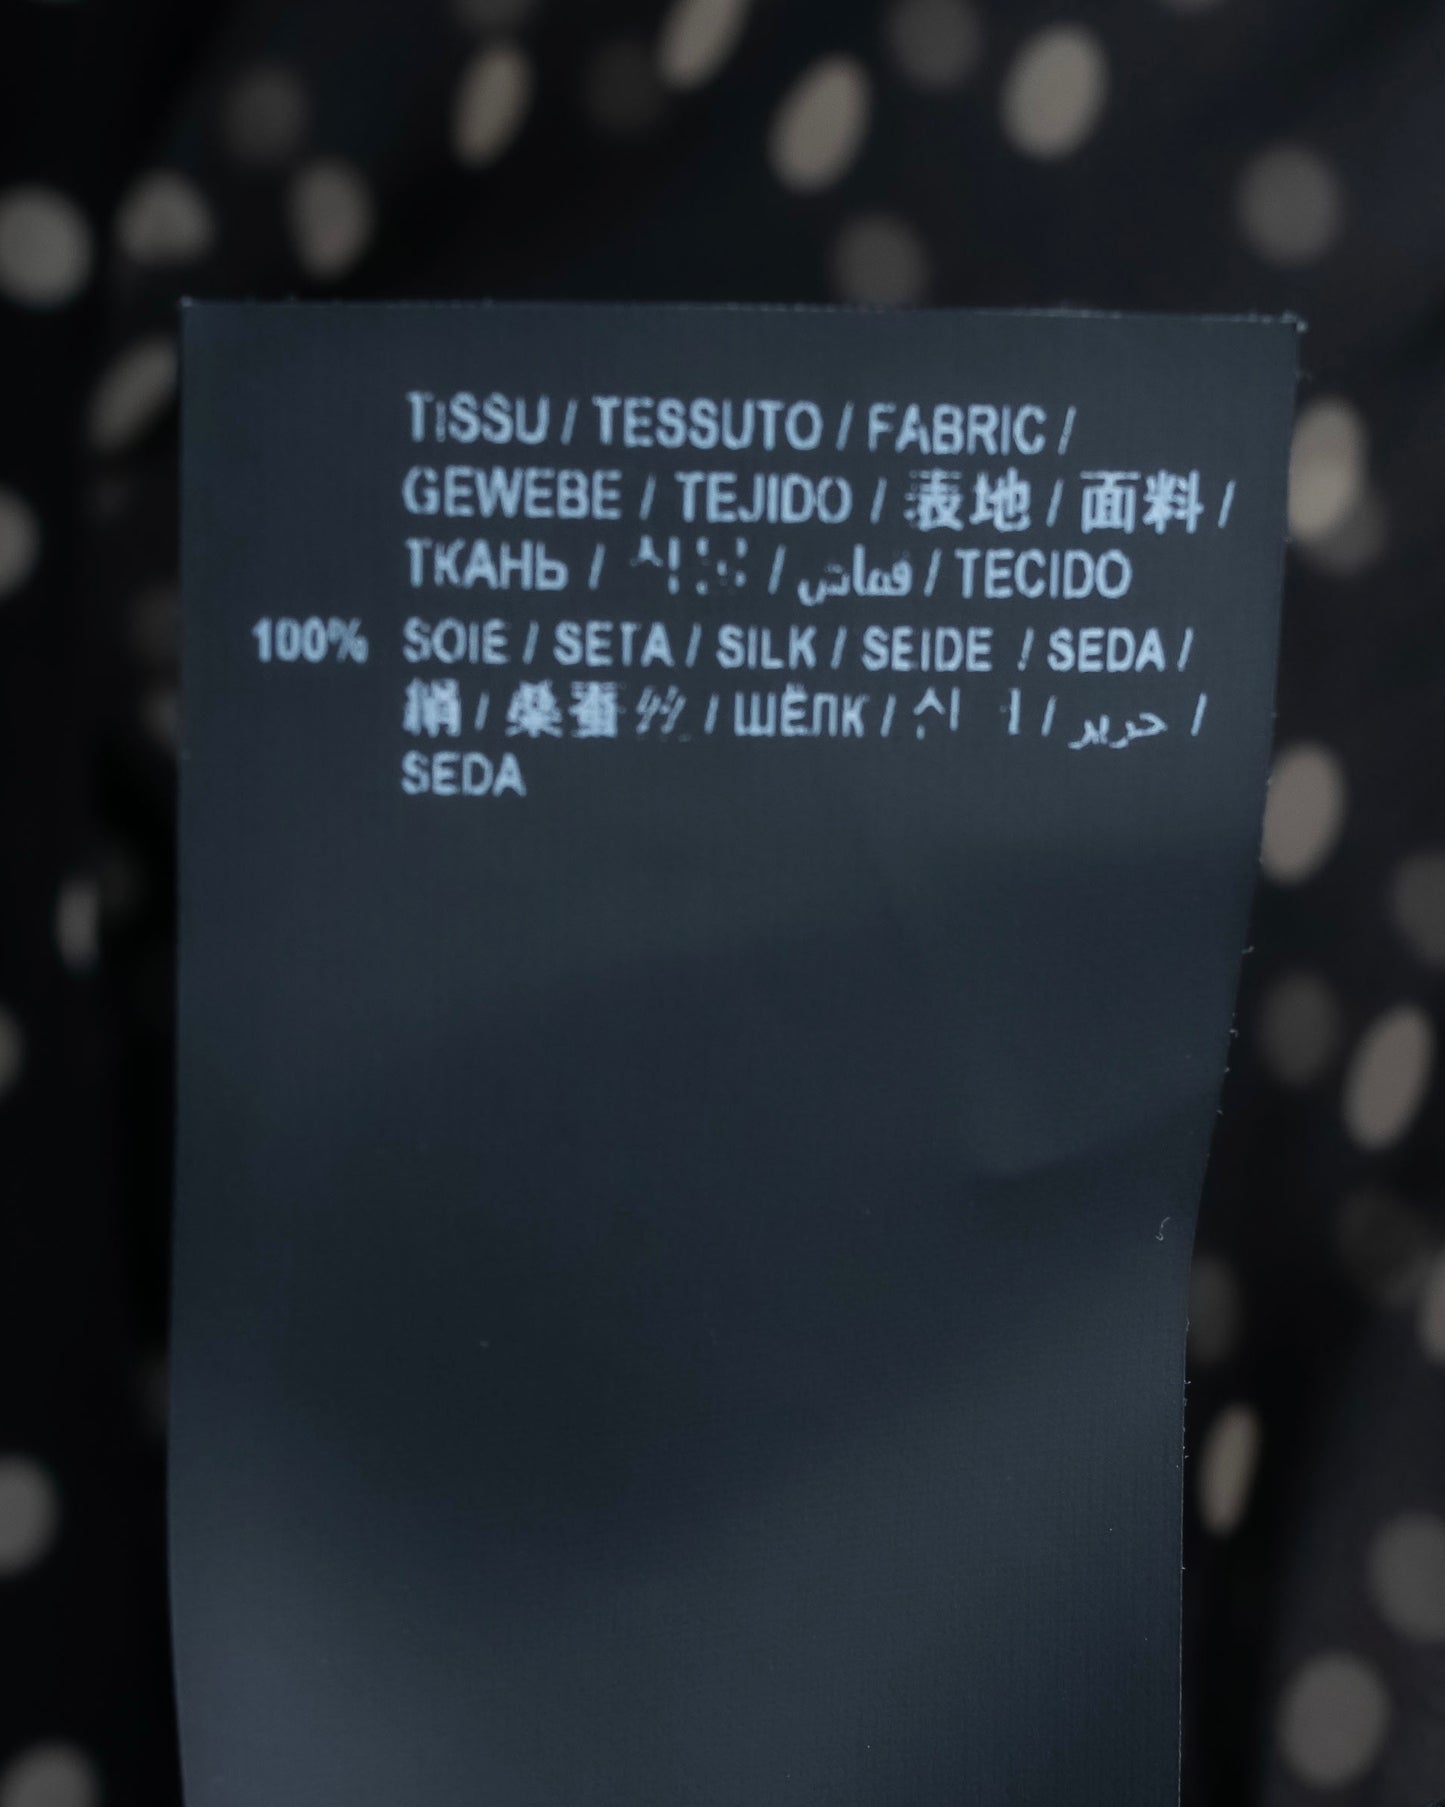 TISSU / TESSUTO / FABRIC /
GEWEBE / TEJIDO / 表地 / 面料 /
ТКАНЬ / / قماش / TECIDO
100% SOIE / SETA / SILK / SEIDE / SEDA /
絹 / 桑蚕丝 / ШЁЛК / / حرير /
SEDA